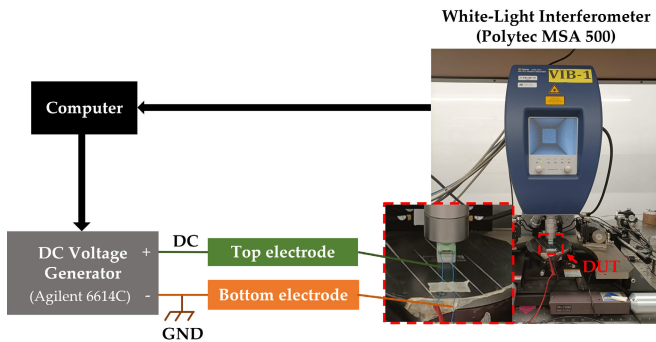 White-Light Interferometer
(Polytec MSA 500)
VIB-1
Computer
DC Voltage
Generator
(Agilent 6614C)
+
-
DC
GND
Top electrode
Bottom electrode
DUT